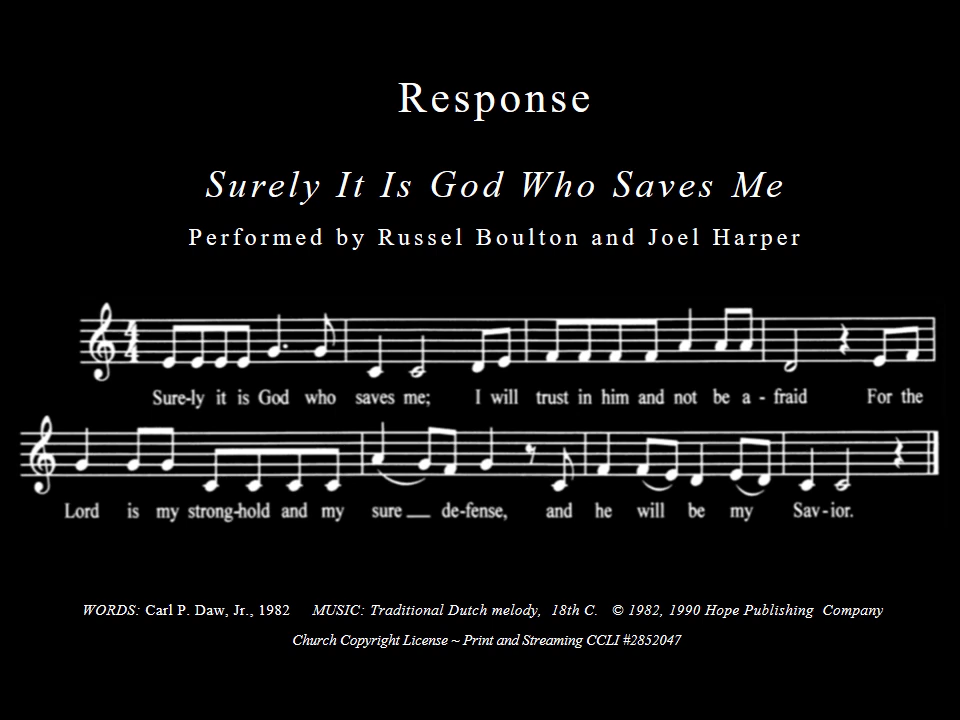 Response
Surely It Is God Who Saves Me
Performed by Russel Boulton and Joel Harper
4
4
Sure-ly it is God who saves me; I will trust in him and not be a - fraid For the
Lord is my strong-hold and my sure __ de-fense, and he will be my Sav-ior.
WORDS: Carl P. Daw, Jr., 1982 MUSIC: Traditional Dutch melody, 18th C. © 1982, 1990 Hope Publishing Company
Church Copyright License ~ Print and Streaming CCLI #2852047